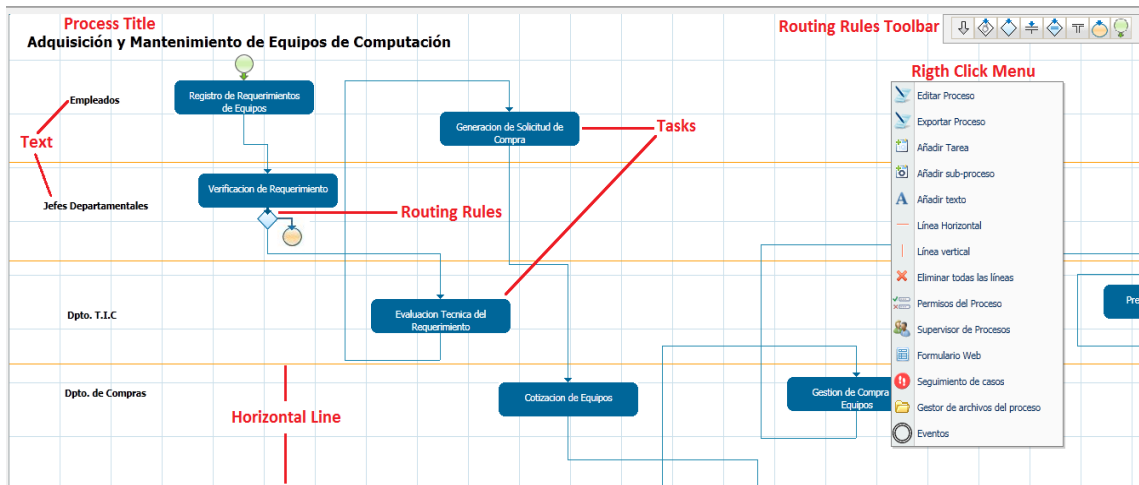 Process Title
Routing Rules Toolbar
Adquisición y Mantenimiento de Equipos de Computación
Rigth Click Menu
Empleados
Registro de Requerimientos
de Equipos
Editar Proceso
Exportar Proceso
Text
Generacion de Solicitud de
Compra
Tasks
Añadir Tarea
Añadir sub-proceso
Verificacion de Requerimiento
Jefes Departamentales
Routing Rules
Añadir texto
Línea Horizontal
Línea vertical
Eliminar todas las líneas
Dpto. T.I.C
Evaluacion Tecnica del
Requerimiento
Permisos del Proceso
Pre
Supervisor de Procesos
Formulario Web
Dpto. de Compras
Cotizacion de Equipos
Gestion de Compra
Equipos
Seguimiento de casos
Horizontal Line
Gestor de archivos del proceso
Eventos